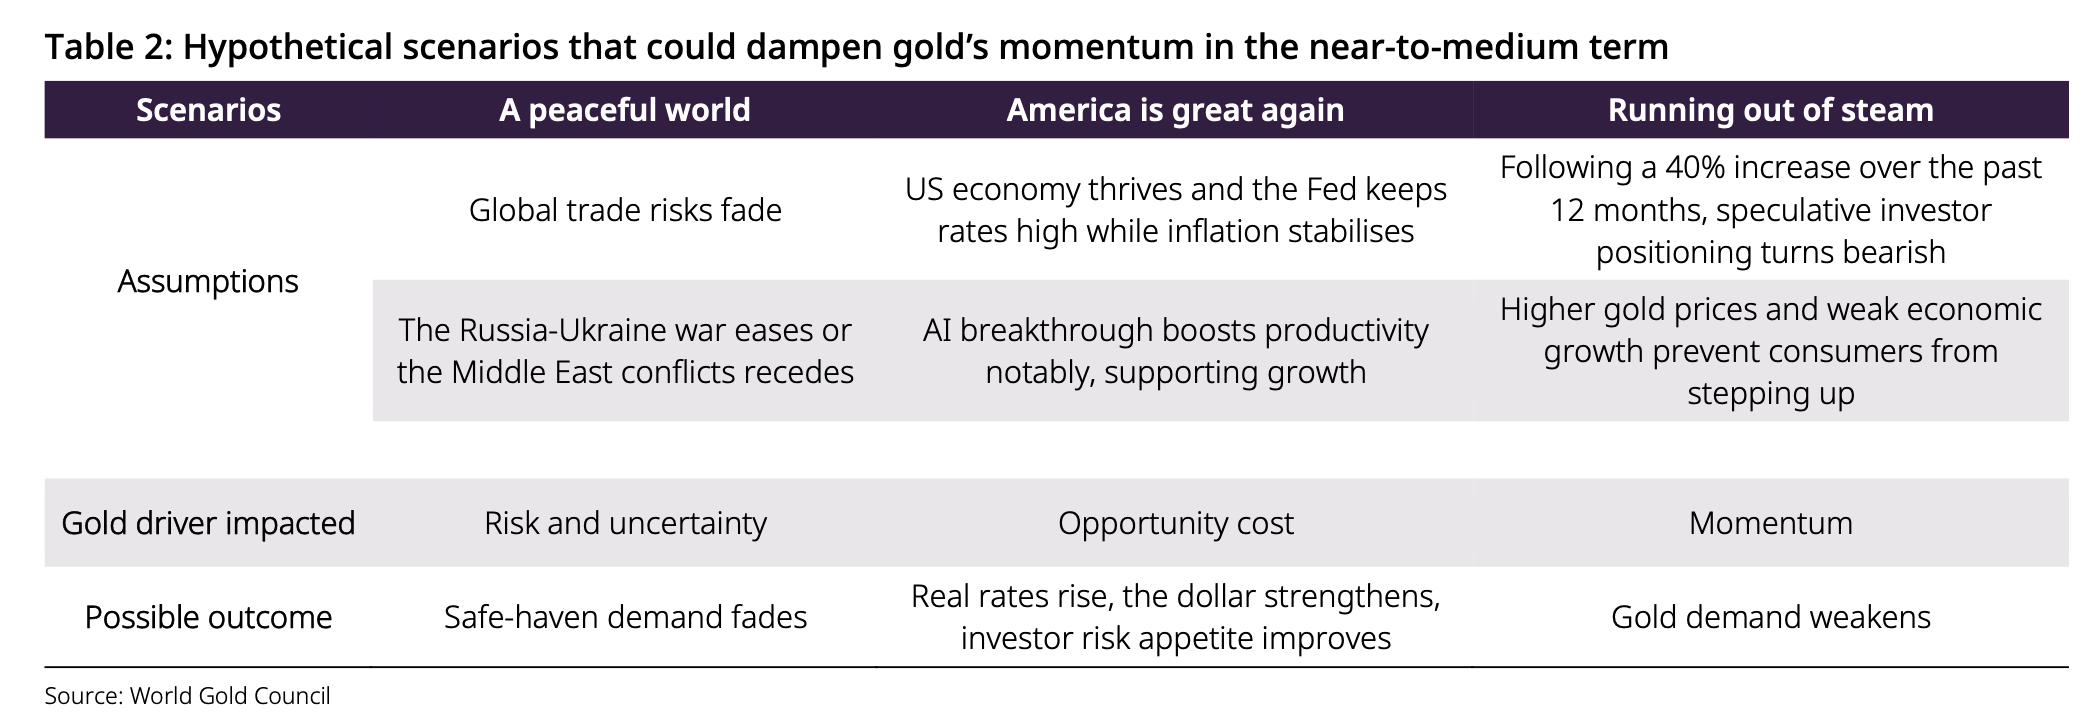 Table 2: Hypothetical scenarios that could dampen gold’s momentum in the near-to-medium term
Scenarios
A peaceful world
America is great again
Running out of steam
Assumptions
Global trade risks fade
US economy thrives and the Fed keeps
rates high while inflation stabilises
Following a 40% increase over the past
12 months, speculative investor
positioning turns bearish
The Russia-Ukraine war eases or
the Middle East conflicts recedes
AI breakthrough boosts productivity
notably, supporting growth
Higher gold prices and weak economic
growth prevent consumers from
stepping up
Gold driver impacted
Risk and uncertainty
Opportunity cost
Momentum
Possible outcome
Safe-haven demand fades
Real rates rise, the dollar strengthens,
investor risk appetite improves
Gold demand weakens
Source: World Gold Council